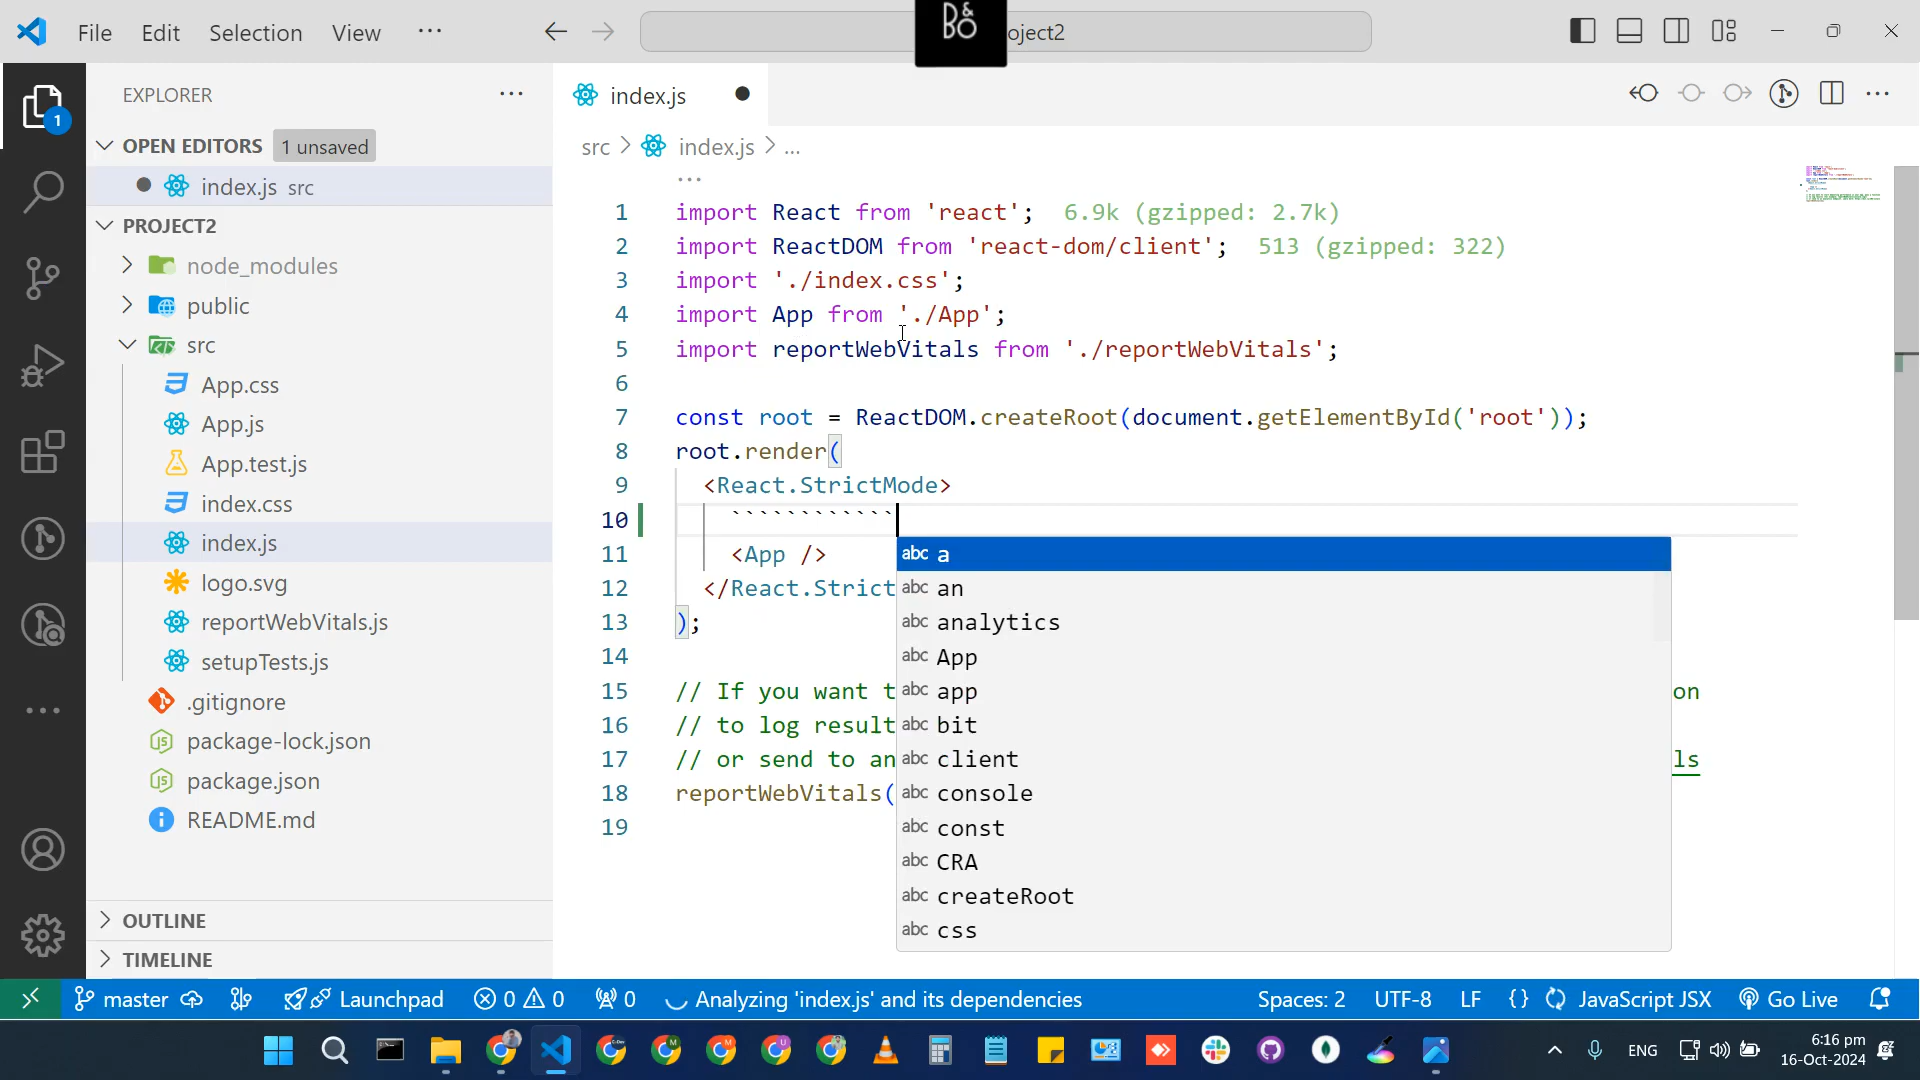 File Edit Selection View ...
B&O
oject2
EXPLORER
OPEN EDITORS 1 unsaved
index.js src
PROJECT2
node_modules
public
src
App.css
App.js
App.test.js
index.css
index.js
logo.svg
reportWebVitals.js
setupTests.js
.gitignore
package-lock.json
package.json
README.md
OUTLINE
TIMELINE
index.js
src > index.js > ...
1 import React from 'react'; 6.9k (gzipped: 2.7k)
2 import ReactDOM from 'react-dom/client'; 513 (gzipped: 322)
3 import './index.css';
4 import App from './App';
5 import reportWebVitals from './reportWebVitals';
6
7 const root = ReactDOM.createRoot(document.getElementById('root'));
8 root.render(
9 <React.StrictMode>
10 ````````````
11 <App />
12 </React.Strict
13 );
14
15 // If you want t on
16 // to log result
17 // or send to an ls
18 reportWebVitals(
19
abc a
abc an
abc analytics
abc App
abc app
abc bit
abc client
abc console
abc const
abc CRA
abc createRoot
abc css
master Launchpad 0 0 0 Analyzing 'index.js' and its dependencies Spaces: 2 UTF-8 LF { } JavaScript JSX Go Live
ENG 6:16 pm
16-Oct-2024